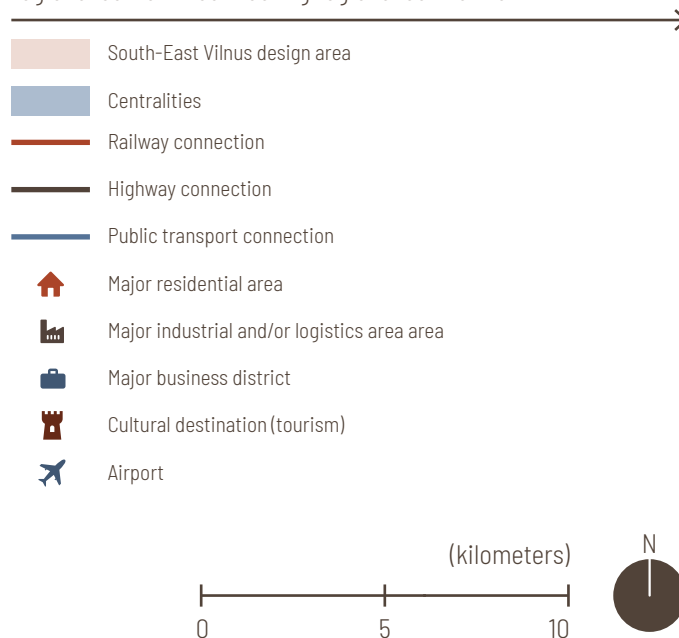 South-East Vilnus design area
Centralities
Railway connection
Highway connection
Public transport connection
Major residential area
Major industrial and/or logistics area area
Major business district
Cultural destination (tourism)
Airport
(kilometers)
N
0 5 10